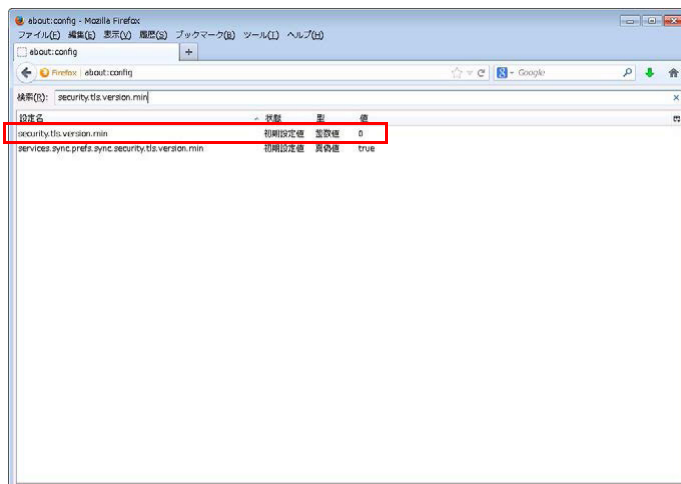 about:config - Mozilla Firefox
ファイル(F) 編集(E) 表示(V) 履歴(S) ブックマーク(B) ツール(T) ヘルプ(H)
about:config +
Firefox about:config Google
検索(R): security.tls.version.min
設定名 状態 型 値
security.tls.version.min 初期設定値 整数値 0
services.sync.prefs.sync.security.tls.version.min 初期設定値 真偽値 true